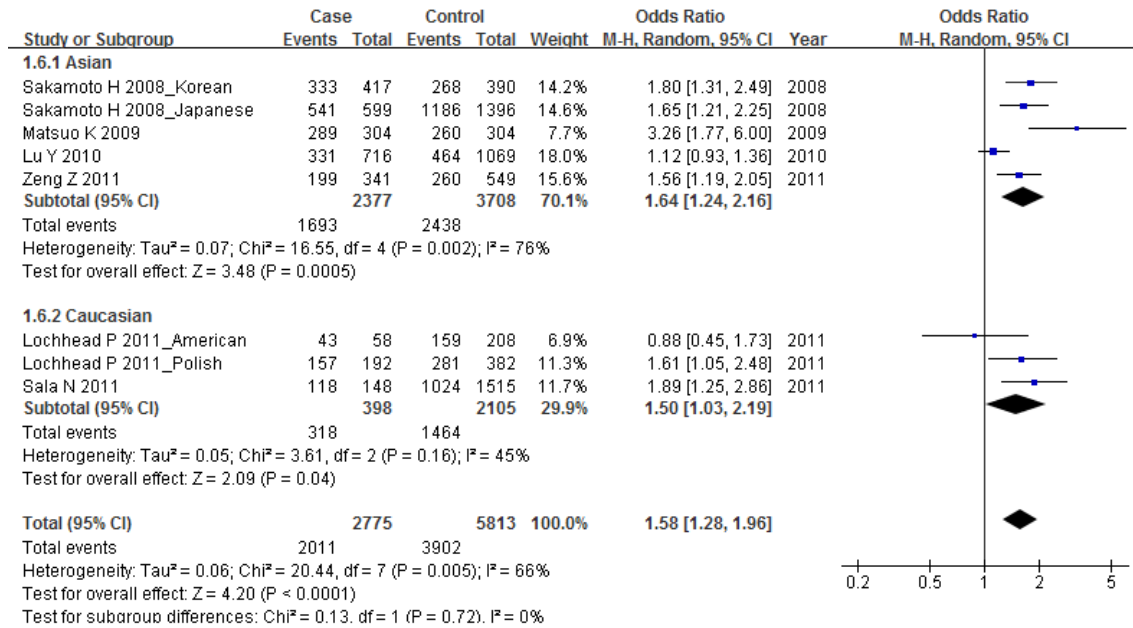 Case Control Odds Ratio Odds Ratio
Study or Subgroup Events Total Events Total Weight M-H, Random, 95% CI Year M-H, Random, 95% CI
1.6.1 Asian
Sakamoto H 2008_Korean 333 417 268 390 14.2% 1.80 [1.31, 2.49] 2008
Sakamoto H 2008_Japanese 541 599 1186 1396 14.6% 1.65 [1.21, 2.25] 2008
Matsuo K 2009 289 304 260 304 7.7% 3.26 [1.77, 6.00] 2009
Lu Y 2010 331 716 464 1069 18.0% 1.12 [0.93, 1.36] 2010
Zeng Z 2011 199 341 260 549 15.6% 1.56 [1.19, 2.05] 2011
Subtotal (95% CI) 2377 3708 70.1% 1.64 [1.24, 2.16]
Total events 1693 2438
Heterogeneity: Tau² = 0.07; Chi² = 16.55, df = 4 (P = 0.002); I² = 76%
Test for overall effect: Z = 3.48 (P = 0.0005)
1.6.2 Caucasian
Lochhead P 2011_American 43 58 159 208 6.9% 0.88 [0.45, 1.73] 2011
Lochhead P 2011_Polish 157 192 281 382 11.3% 1.61 [1.05, 2.48] 2011
Sala N 2011 118 148 1024 1515 11.7% 1.89 [1.25, 2.86] 2011
Subtotal (95% CI) 398 2105 29.9% 1.50 [1.03, 2.19]
Total events 318 1464
Heterogeneity: Tau² = 0.05; Chi² = 3.61, df = 2 (P = 0.16); I² = 45%
Test for overall effect: Z = 2.09 (P = 0.04)
Total (95% CI) 2775 5813 100.0% 1.58 [1.28, 1.96]
Total events 2011 3902
Heterogeneity: Tau² = 0.06; Chi² = 20.44, df = 7 (P = 0.005); I² = 66%
Test for overall effect: Z = 4.20 (P < 0.0001)
Test for subgroup differences: Chi² = 0.13, df = 1 (P = 0.72), I² = 0%
0.2 0.5 1 2 5